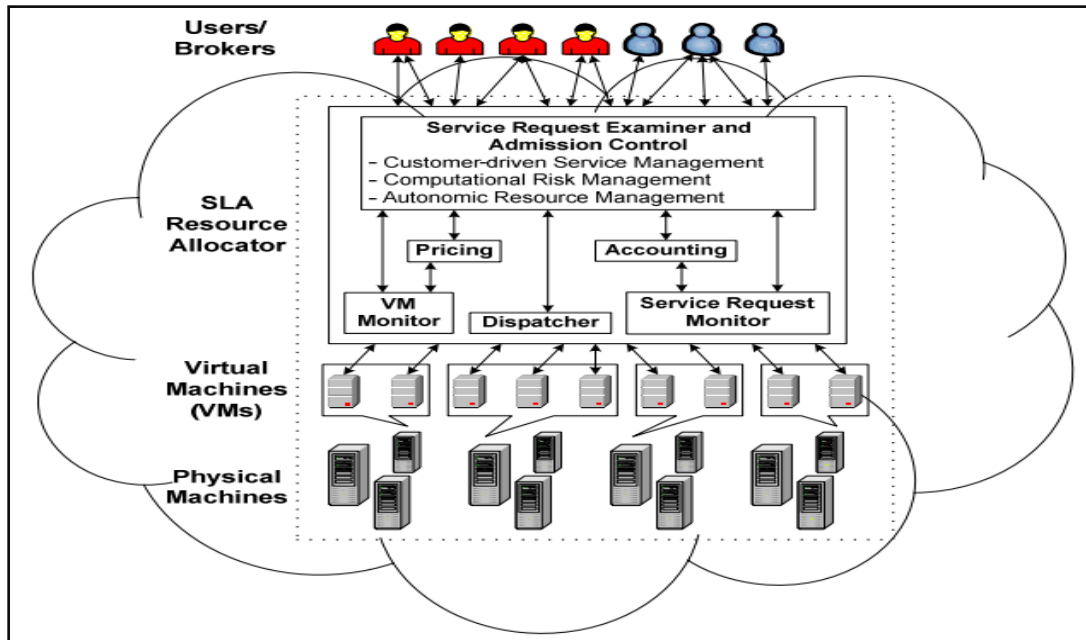 Users/
Brokers
Service Request Examiner and
Admission Control
- Customer-driven Service Management
- Computational Risk Management
- Autonomic Resource Management
SLA
Resource
Allocator
Pricing
Accounting
VM
Monitor
Dispatcher
Service Request
Monitor
Virtual
Machines
(VMs)
Physical
Machines